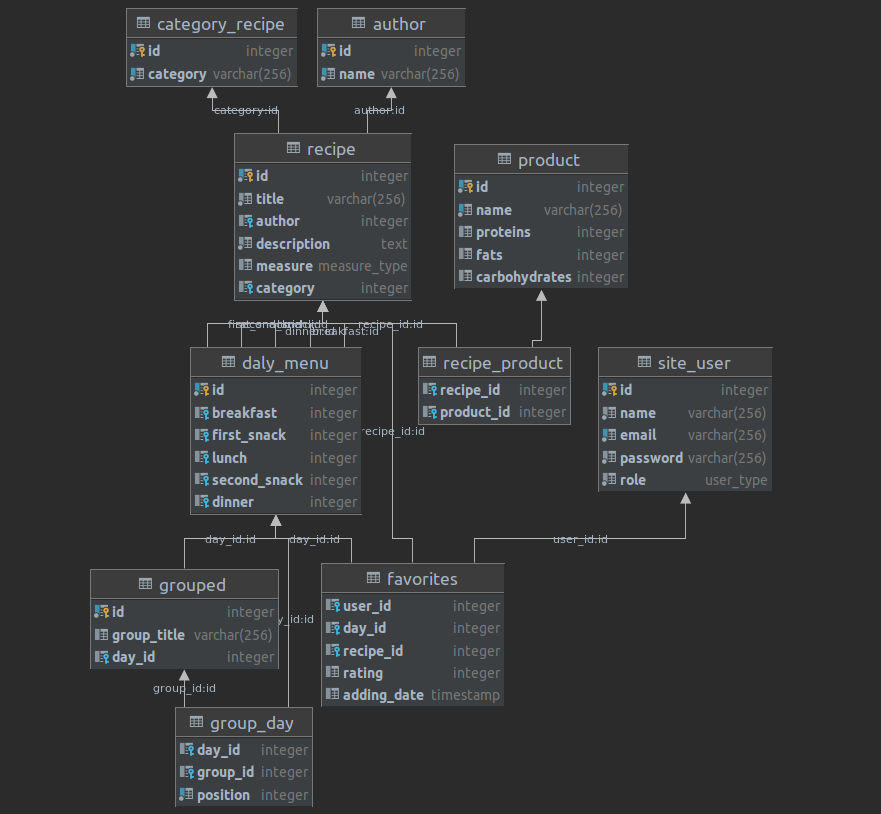 category_recipe
id integer
category varchar(256)
author
id integer
name varchar(256)
category:id
author:id
recipe
id integer
title varchar(256)
author integer
description text
measure measure_type
category integer
product
id integer
name varchar(256)
proteins integer
fats integer
carbohydrates integer
dinner:id
breakfast:id
recipe_id:id
daly_menu
id integer
breakfast integer
first_snack integer
lunch integer
second_snack integer
dinner integer
recipe_product
recipe_id integer
product_id integer
site_user
id integer
name varchar(256)
email varchar(256)
password varchar(256)
role user_type
recipe_id:id
day_id:id
day_id:id
user_id:id
grouped
id integer
group_title varchar(256)
day_id integer
y_id:id
favorites
user_id integer
day_id integer
recipe_id integer
rating integer
adding_date timestamp
group_id:id
group_day
day_id integer
group_id integer
position integer